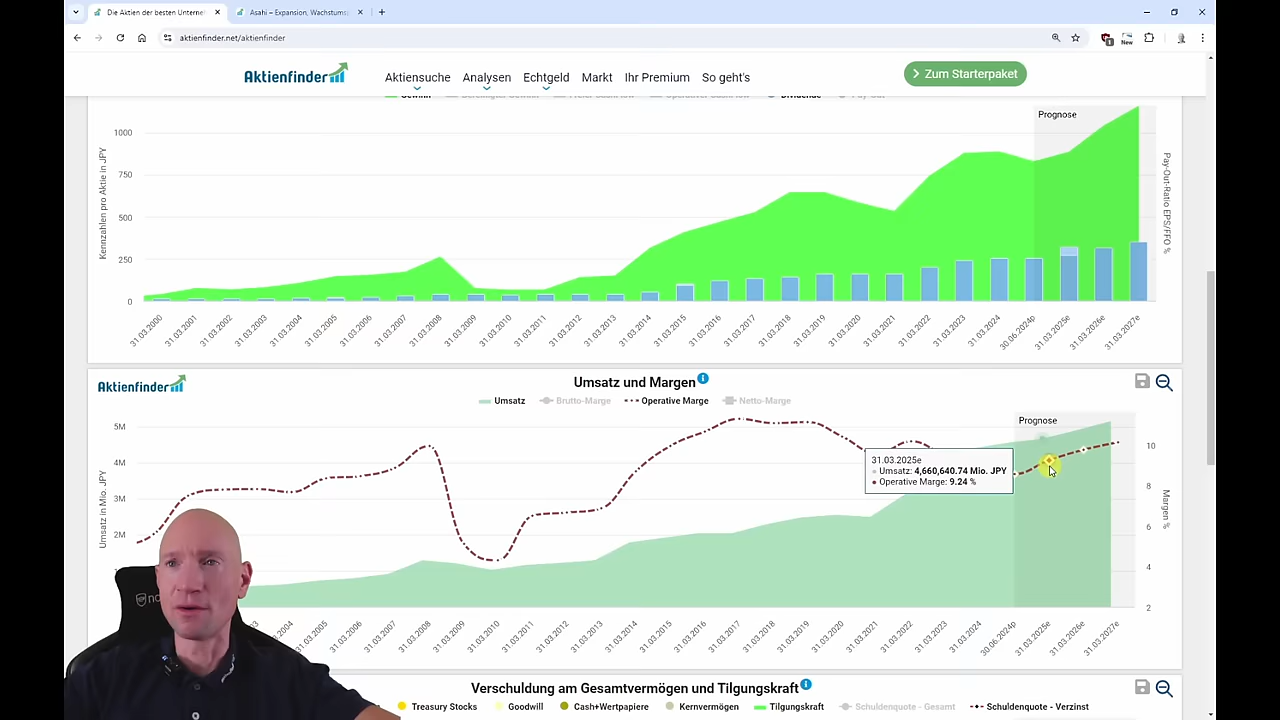 Die Aktien der besten Unterne
Asahi – Expansion, Wachstums
aktienfinder.net/aktienfinder
New
Aktienfinder
Aktiensuche
Analysen
Echtgeld
Markt
Ihr Premium
So geht's
Zum Starterpaket
Prognose
Kennzahlen pro Aktie in JPY
1000
750
500
250
0
Pay-Out-Ratio EPS/FFO %
31.03.2000
31.03.2001
31.03.2002
31.03.2003
31.03.2004
31.03.2005
31.03.2006
31.03.2007
31.03.2008
31.03.2009
31.03.2010
31.03.2011
31.03.2012
31.03.2013
31.03.2014
31.03.2015
31.03.2016
31.03.2017
31.03.2018
31.03.2019
31.03.2020
31.03.2021
31.03.2022
31.03.2023
31.03.2024
30.06.2024p
31.03.2025e
31.03.2026e
31.03.2027e
Aktienfinder
Umsatz und Margen
Umsatz
Brutto-Marge
Operative Marge
Netto-Marge
Prognose
Umsatz in Mio. JPY
5M
4M
3M
2M
10
8
6
4
2
Margen %
31.03.2025e
Umsatz: 4,660,640.74 Mio. JPY
Operative Marge: 9.24 %
2004
31.03.2005
31.03.2006
31.03.2007
31.03.2008
31.03.2009
31.03.2010
31.03.2011
31.03.2012
31.03.2013
31.03.2014
31.03.2015
31.03.2016
31.03.2017
31.03.2018
31.03.2019
31.03.2020
31.03.2021
31.03.2022
31.03.2023
31.03.2024
30.06.2024p
31.03.2025e
31.03.2026e
31.03.2027e
Verschuldung am Gesamtvermögen und Tilgungskraft
Treasury Stocks
Goodwill
Cash+Wertpapiere
Kernvermögen
Tilgungskraft
Schuldenquote - Gesamt
Schuldenquote - Verzinst